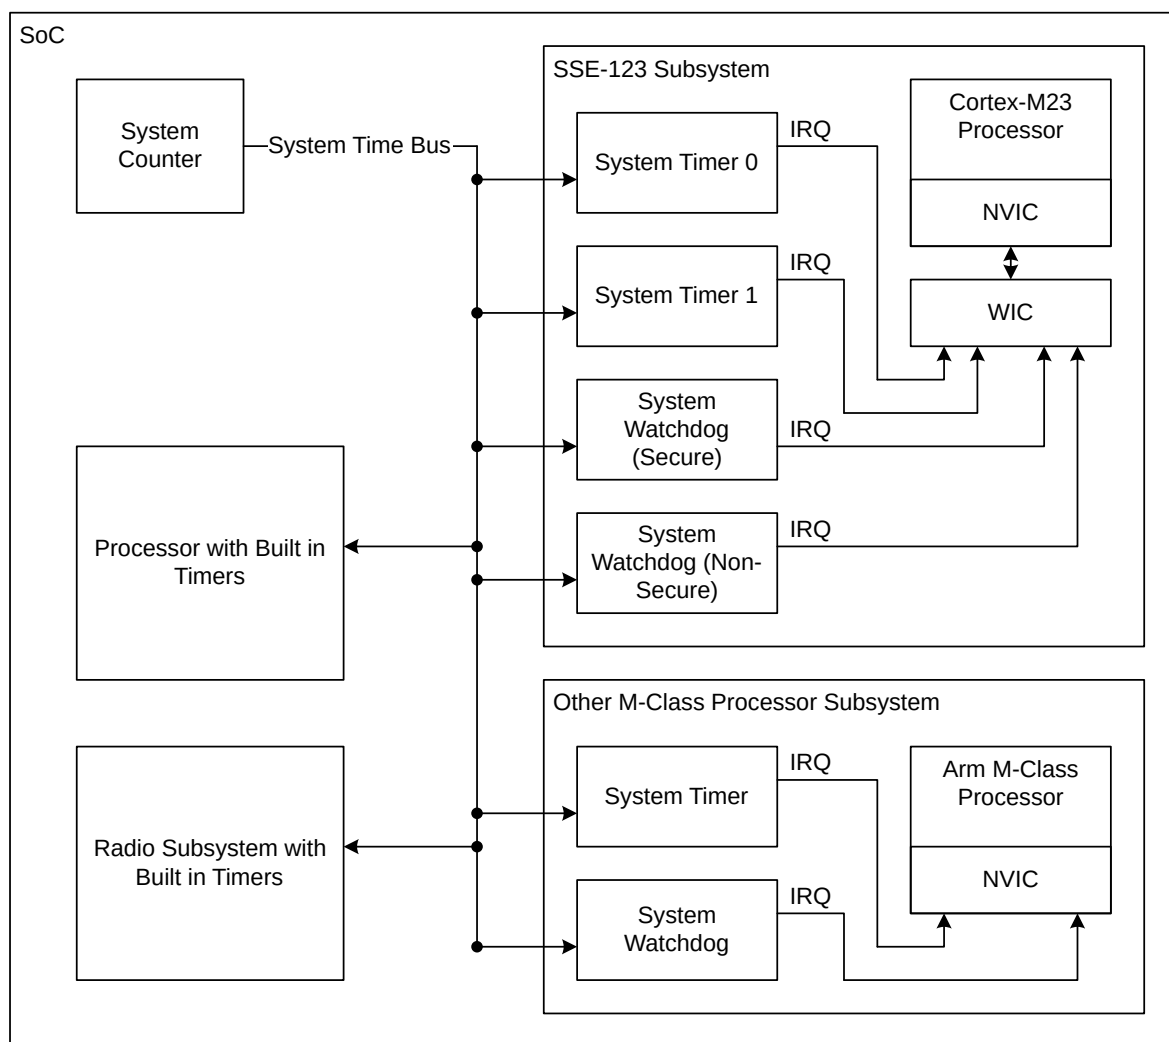 SoC
System
Counter
System Time Bus
SSE-123 Subsystem
System Timer 0
IRQ
Cortex-M23
Processor
NVIC
System Timer 1
IRQ
WIC
System
Watchdog
(Secure)
IRQ
System
Watchdog (Non-
Secure)
IRQ
Processor with Built in
Timers
Other M-Class Processor Subsystem
System Timer
IRQ
Arm M-Class
Processor
NVIC
System
Watchdog
IRQ
Radio Subsystem with
Built in Timers